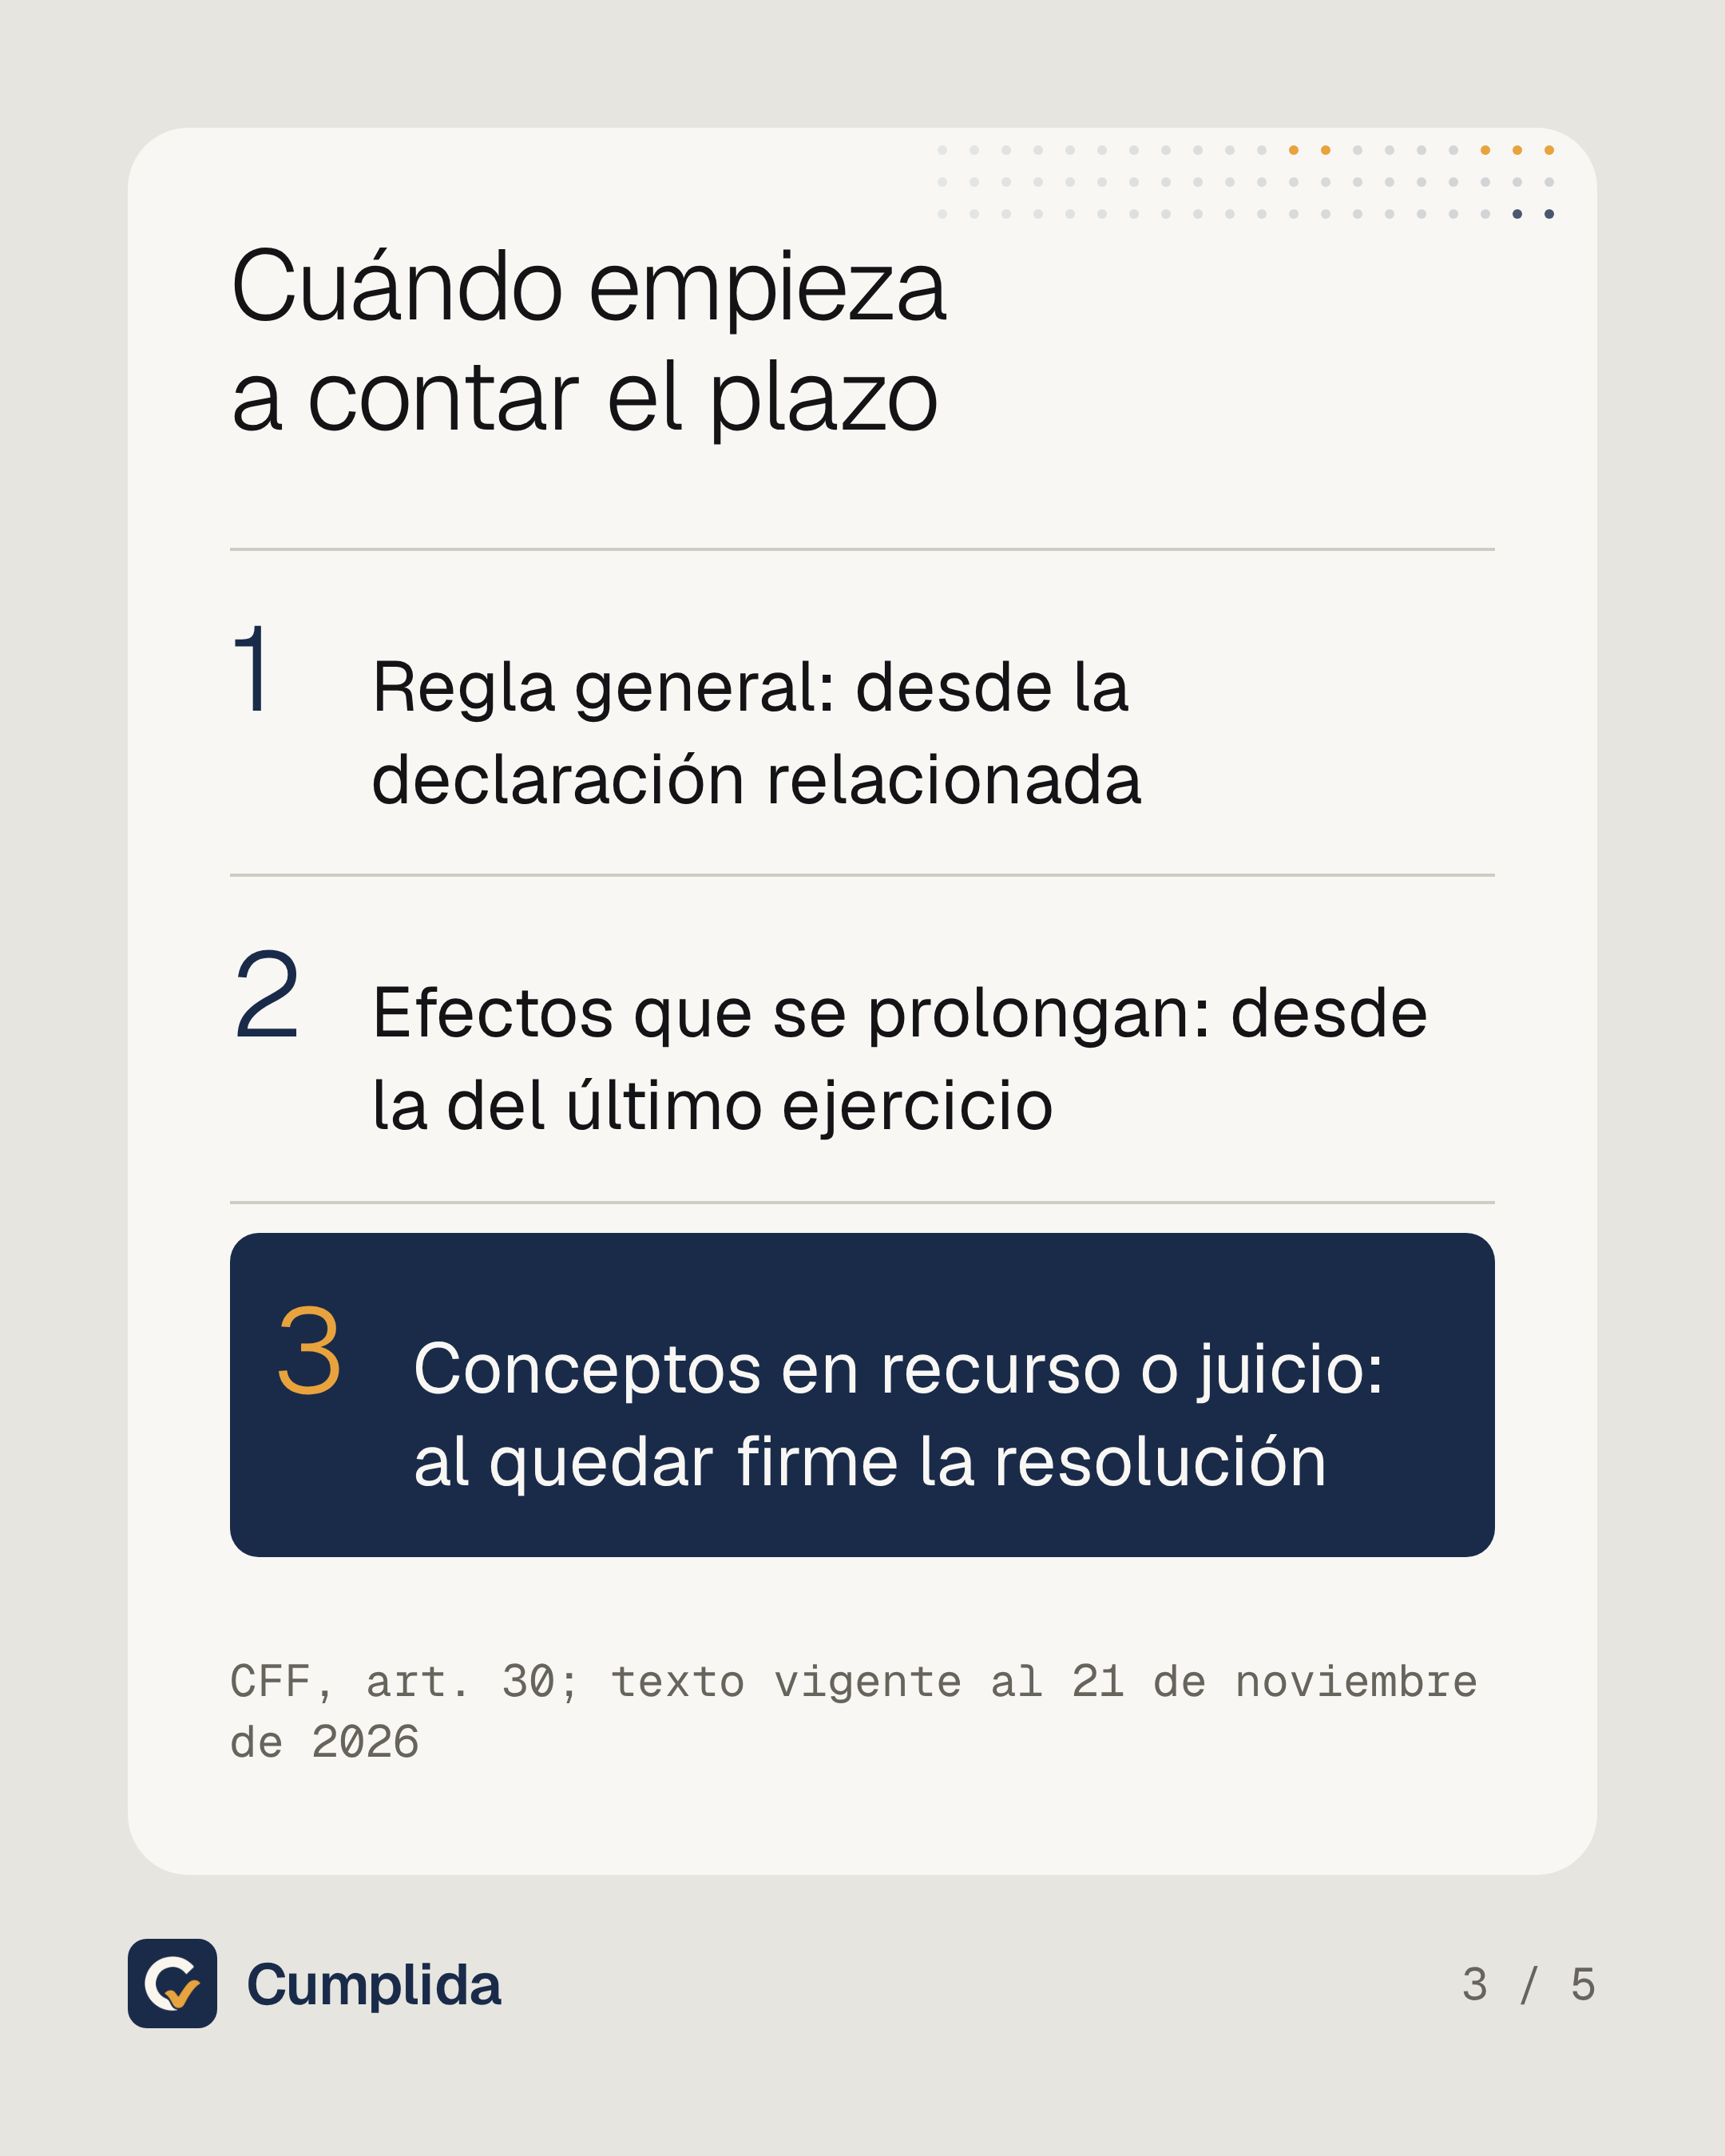 Cuándo empieza
a contar el plazo
1
Regla general: desde la
declaración relacionada
2
Efectos que se prolongan: desde
la del último ejercicio
3
Conceptos en recurso o juicio:
al quedar firme la resolución
CFF, art. 30; texto vigente al 21 de noviembre
de 2026
Cumplida
3 / 5